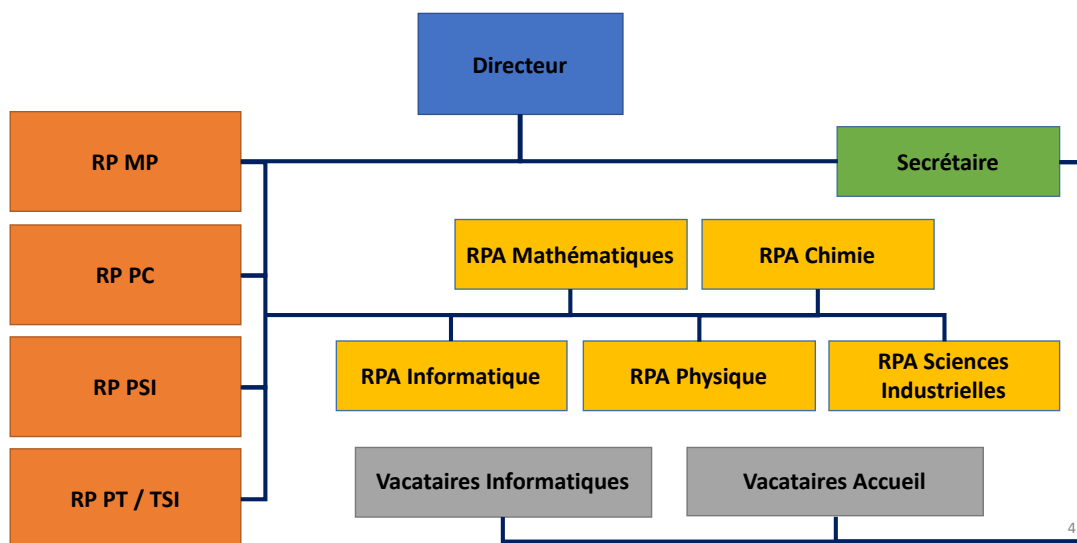 Directeur
RP MP
Secrétaire
RPA Mathématiques
RPA Chimie
RP PC
RPA Informatique
RPA Physique
RPA Sciences
Industrielles
RP PSI
Vacataires Informatiques
Vacataires Accueil
RP PT / TSI
4